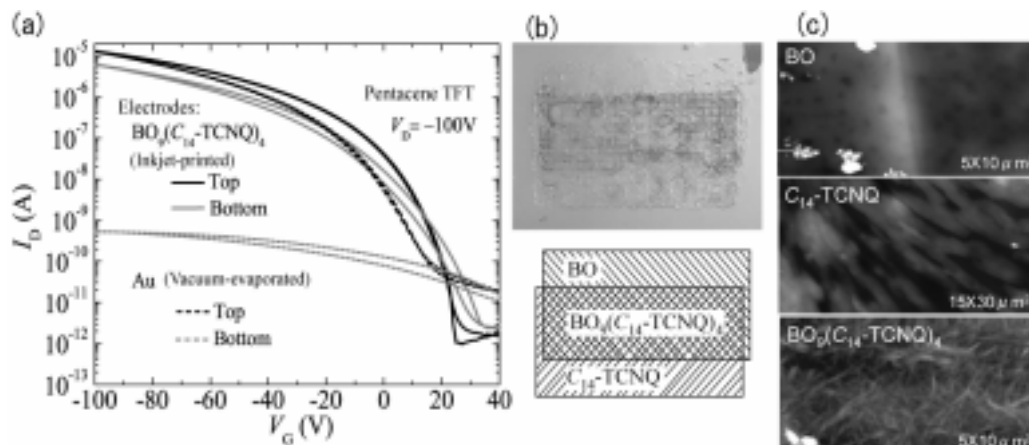 (a)
10⁻⁵
10⁻⁶
10⁻⁷
10⁻⁸
10⁻⁹
10⁻¹⁰
10⁻¹¹
10⁻¹²
10⁻¹³
I_D (A)
Electrodes:
BO₉(C₁₄-TCNQ)₄
(Inkjet-printed)
Top
Bottom
Au (Vacuum-evaporated)
Top
Bottom
Pentacene TFT
V_D= −100V
-100 -80 -60 -40 -20 0 20 40
V_G (V)
(b)
BO
BO₉(C₁₄-TCNQ)₄
C₁₄-TCNQ
(c)
BO
5X10 μm
C₁₄-TCNQ
15X30 μm
BO₉(C₁₄-TCNQ)₄
5X10 μm